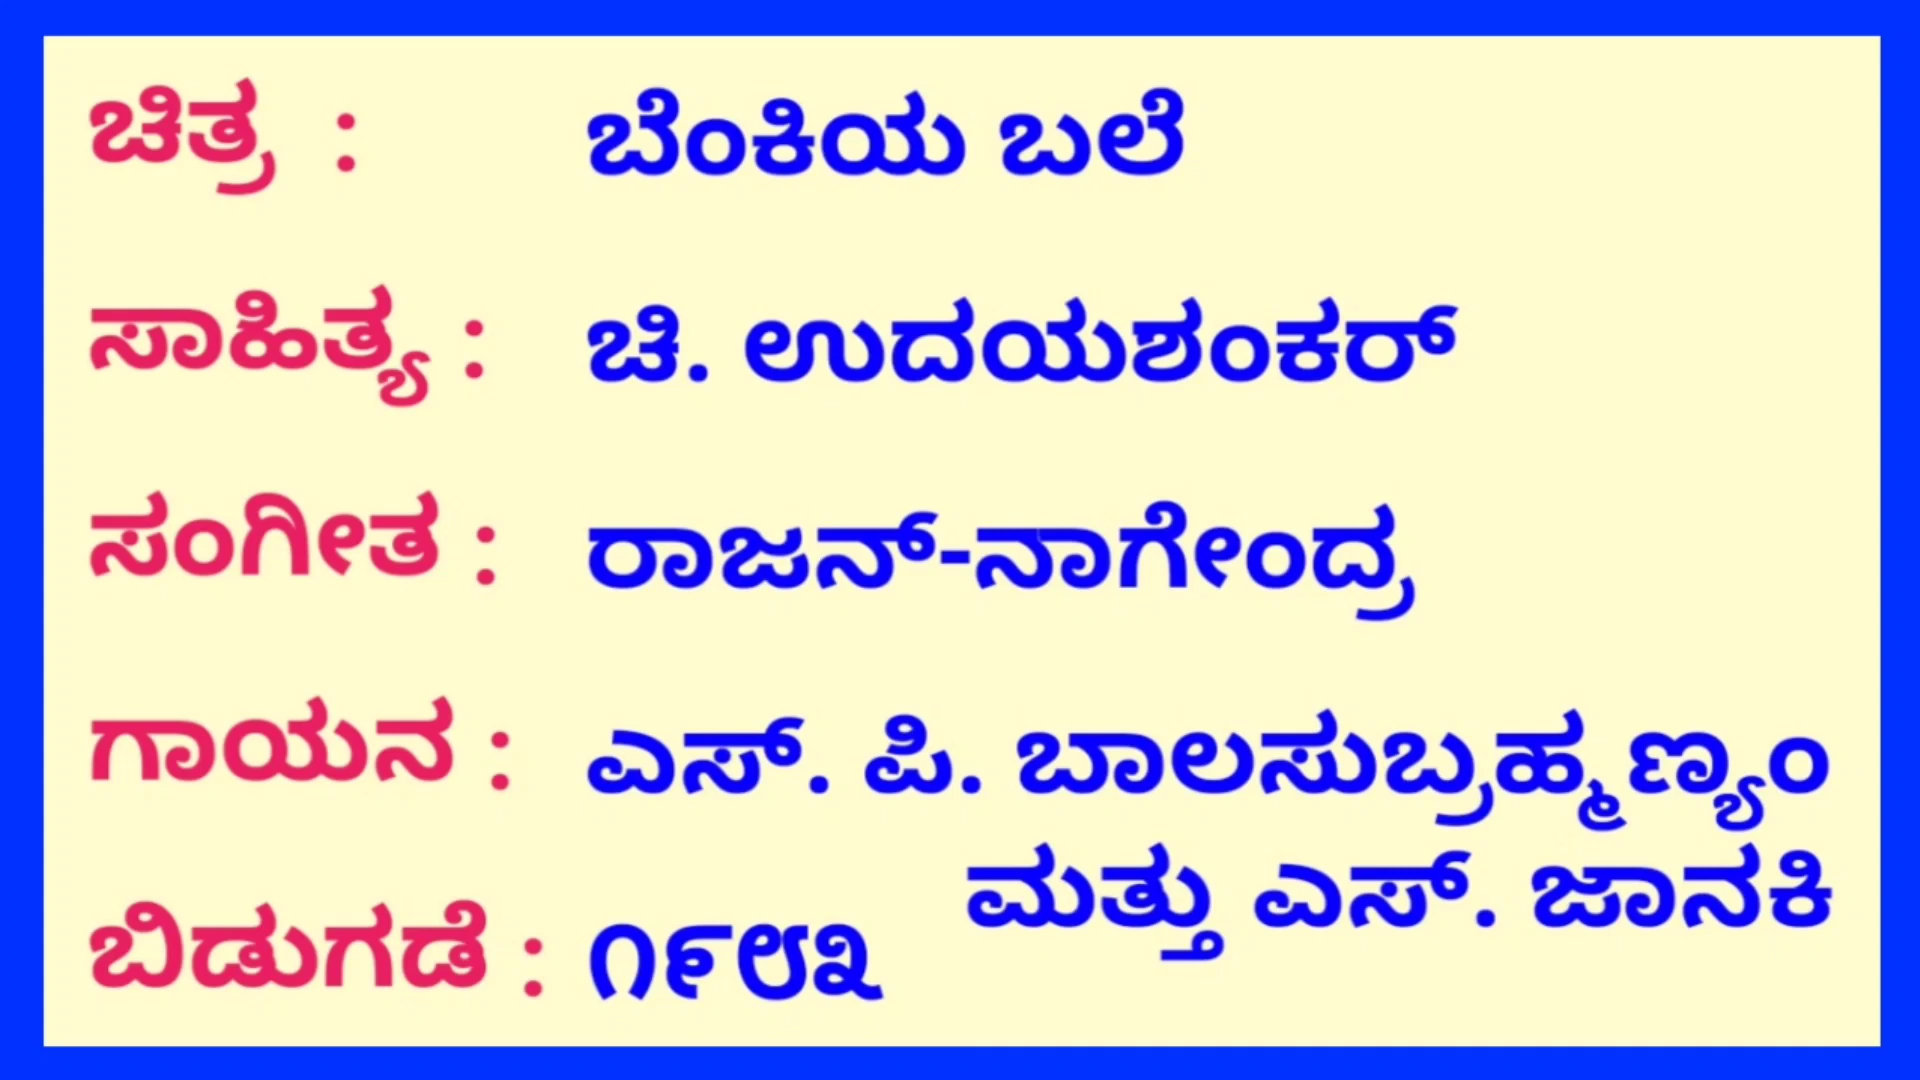 ಚಿತ್ರ : ಬೆಂಕಿಯ ಬಲೆ
ಸಾಹಿತ್ಯ : ಚಿ. ಉದಯಶಂಕರ್
ಸಂಗೀತ : ರಾಜನ್-ನಾಗೇಂದ್ರ
ಗಾಯನ : ಎಸ್. ಪಿ. ಬಾಲಸುಬ್ರಹ್ಮಣ್ಯಂ
ಮತ್ತು ಎಸ್. ಜಾನಕಿ
ಬಿಡುಗಡೆ : ೧೯೮೩